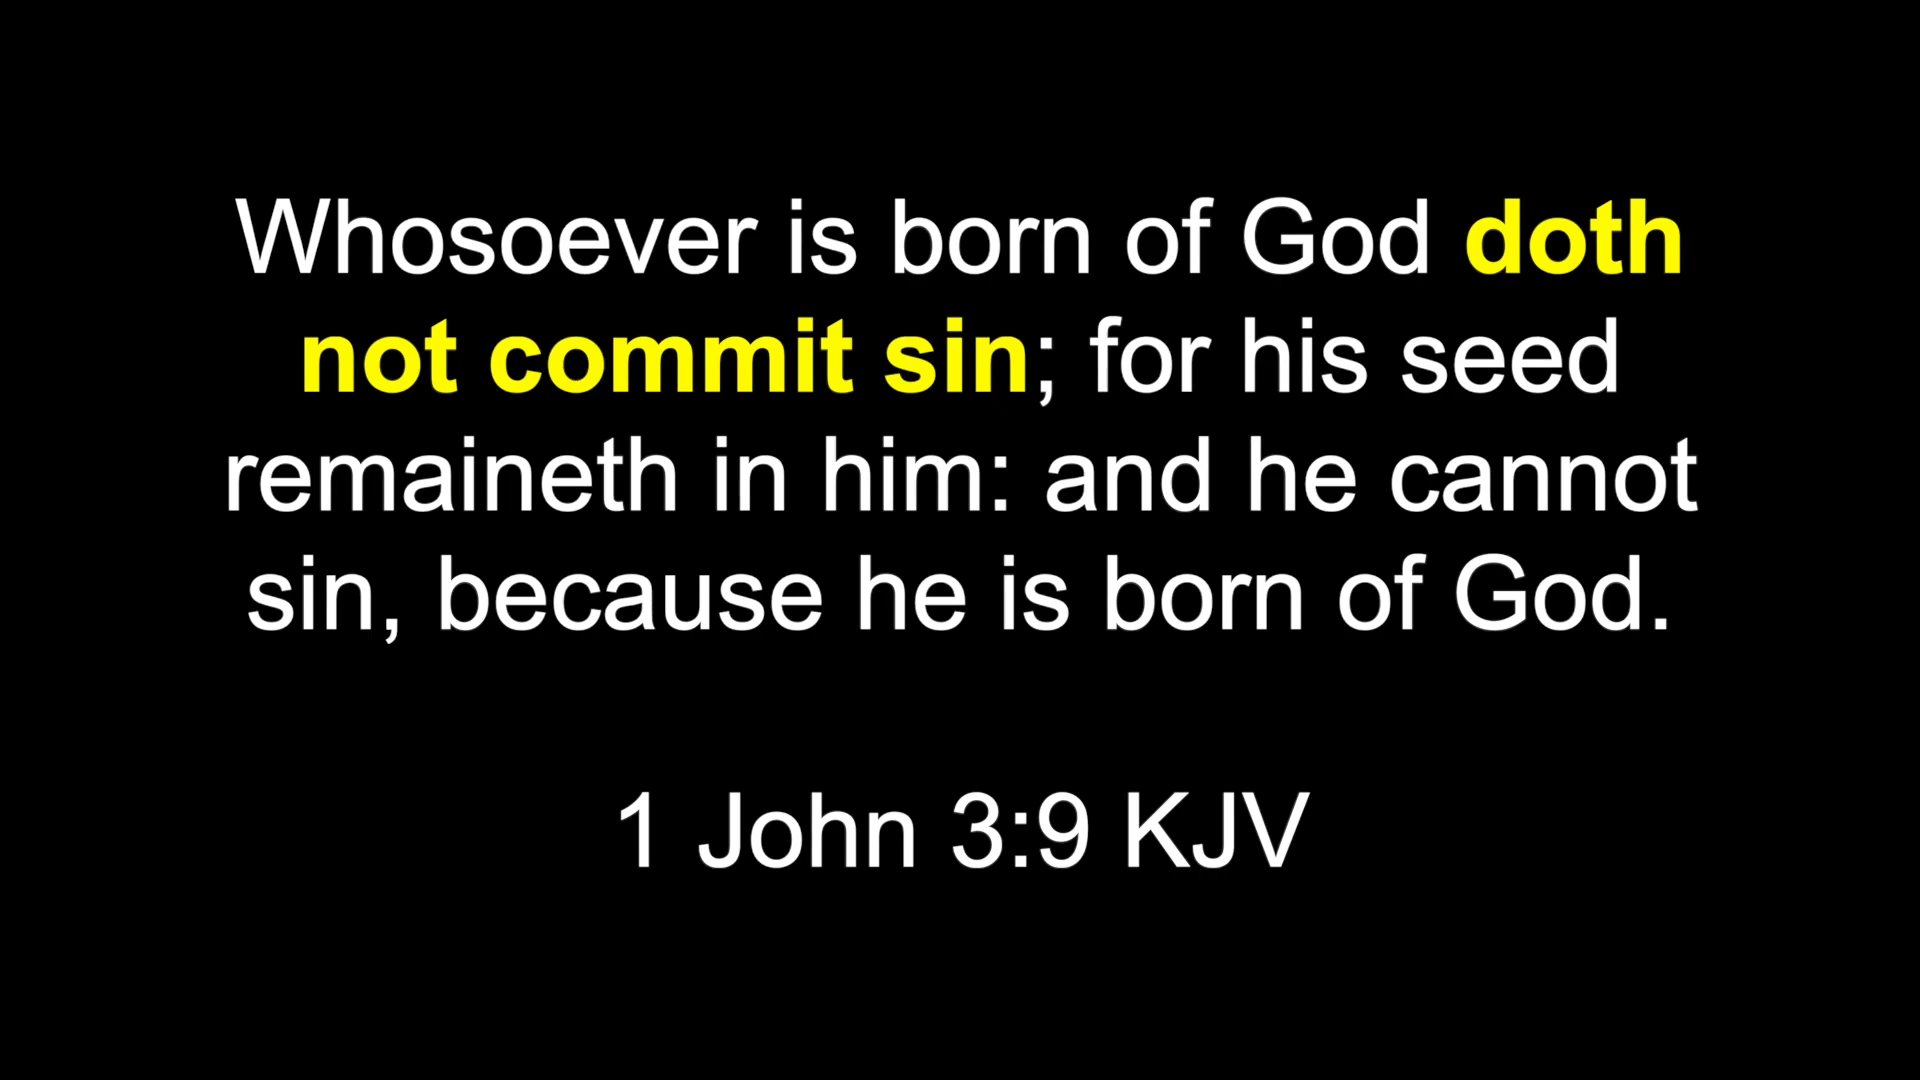 Whosoever is born of God doth
not commit sin; for his seed
remaineth in him: and he cannot
sin, because he is born of God.
1 John 3:9 KJV